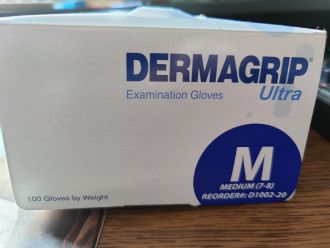 DERMAGRIP®
Ultra
Examination Gloves
M
MEDIUM (7-8)
REORDER#: D1002-20
100 Gloves by Weight